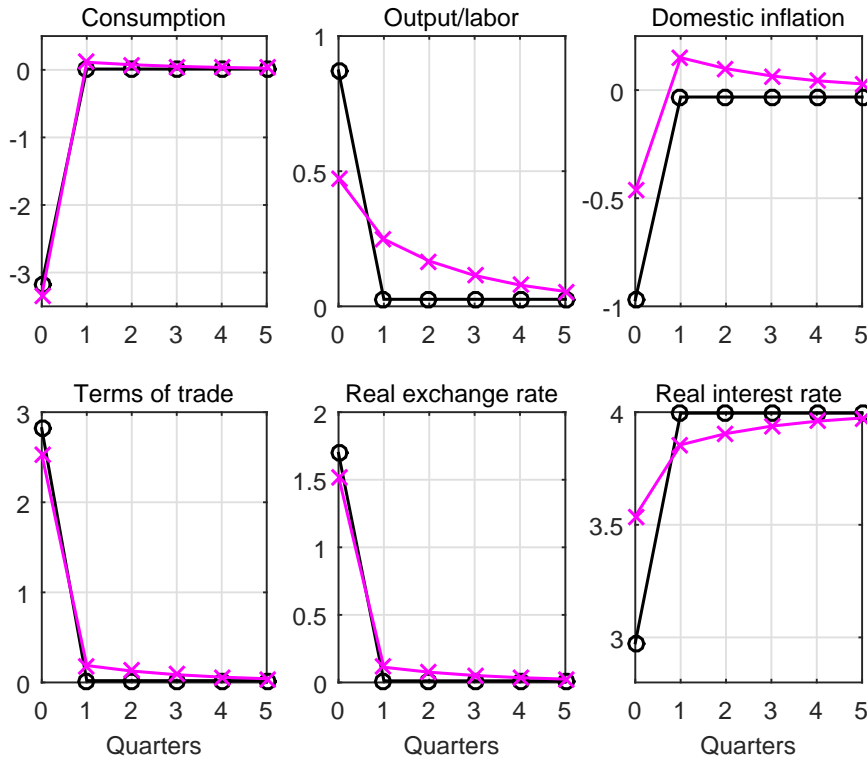 Consumption
Output/labor
Domestic inflation
0
-1
-2
-3
0 1 2 3 4 5
1
0.5
0
0 1 2 3 4 5
0
-0.5
-1
0 1 2 3 4 5
Terms of trade
Real exchange rate
Real interest rate
3
2
1
0
0 1 2 3 4 5
Quarters
2
1.5
1
0.5
0
0 1 2 3 4 5
Quarters
4
3.5
3
0 1 2 3 4 5
Quarters